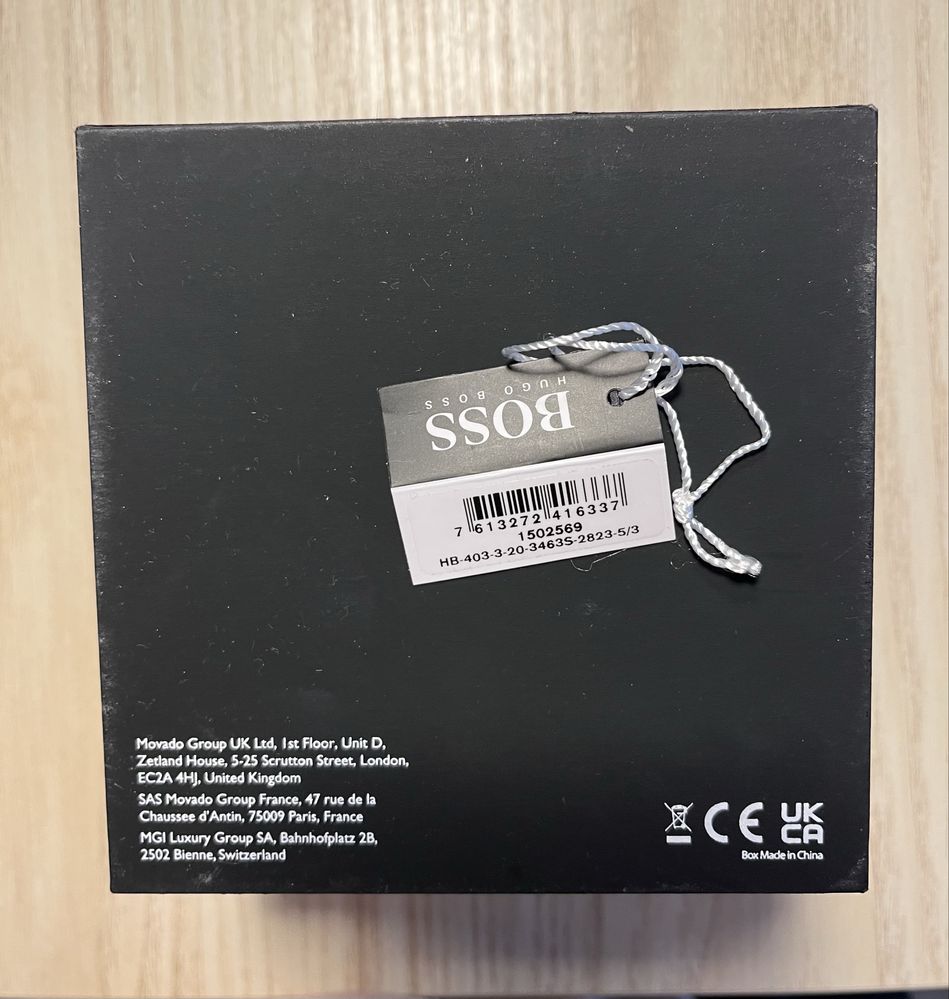 BOSS
HUGO BOSS
7 613272 416337
1502569
HB-403-3-20-3463S-2823-5/3
Movado Group UK Ltd, 1st Floor, Unit D,
Zetland House, 5-25 Scrutton Street, London,
EC2A 4HJ, United Kingdom
SAS Movado Group France, 47 rue de la
Chaussee d'Antin, 75009 Paris, France
MGI Luxury Group SA, Bahnhofplatz 2B,
2502 Bienne, Switzerland
CE UK
CA
Box Made in China